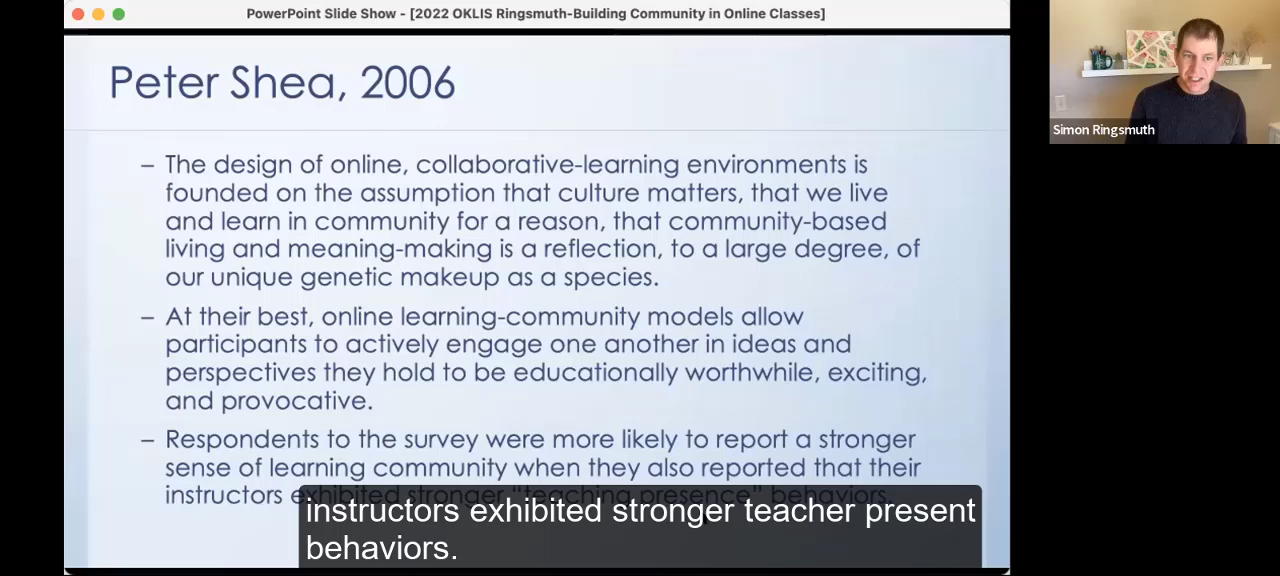 PowerPoint Slide Show - [2022 OKLIS Ringsmuth-Building Community in Online Classes]
Peter Shea, 2006
– The design of online, collaborative-learning environments is
founded on the assumption that culture matters, that we live
and learn in community for a reason, that community-based
living and meaning-making is a reflection, to a large degree, of
our unique genetic makeup as a species.
– At their best, online learning-community models allow
participants to actively engage one another in ideas and
perspectives they hold to be educationally worthwhile, exciting,
and provocative.
– Respondents to the survey were more likely to report a stronger
sense of learning community when they also reported that their
instructors exhibited stronger "teaching presence" behaviors.
instructors exhibited stronger teacher present
behaviors.
Simon Ringsmuth